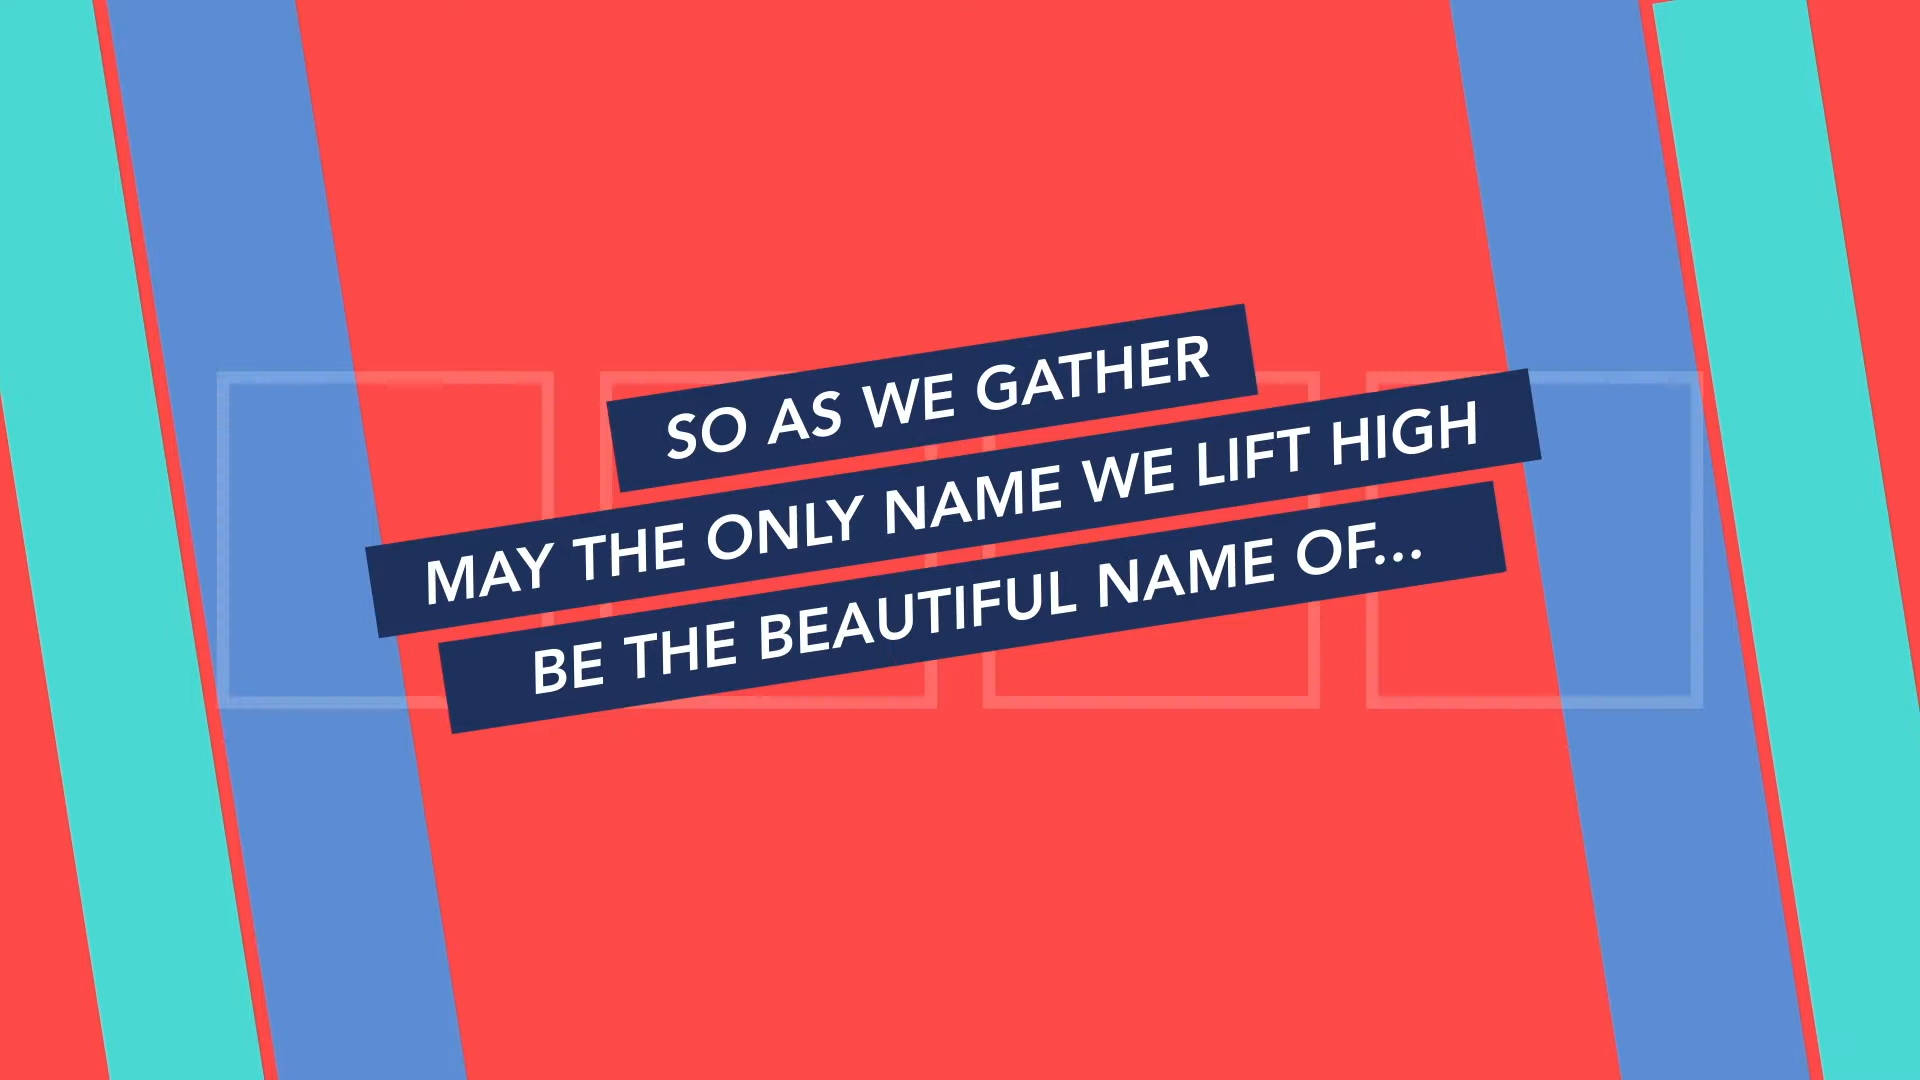 SO AS WE GATHER
MAY THE ONLY NAME WE LIFT HIGH
BE THE BEAUTIFUL NAME OF...